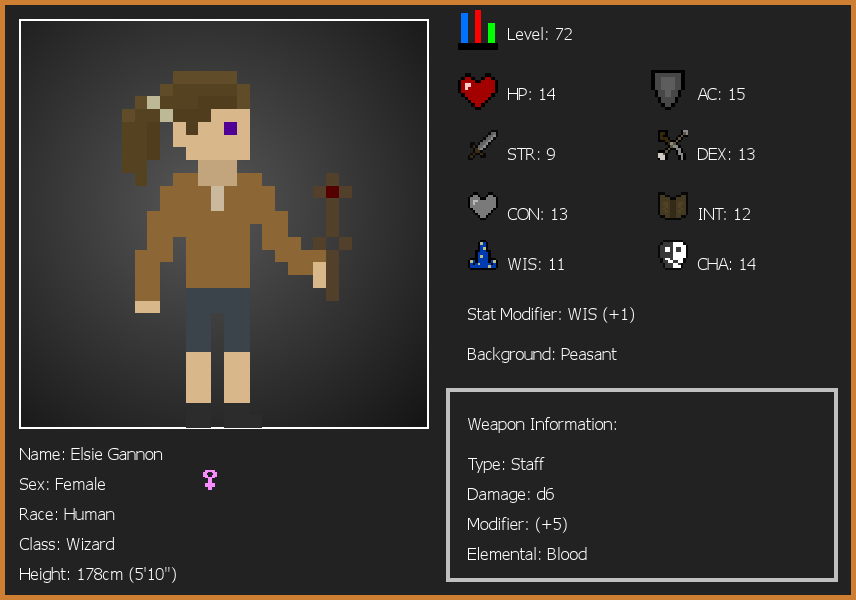 Level: 72
HP: 14
AC: 15
STR: 9
DEX: 13
CON: 13
INT: 12
WIS: 11
CHA: 14
Stat Modifier: WIS (+1)
Background: Peasant
Weapon Information:
Type: Staff
Damage: d6
Modifier: (+5)
Elemental: Blood
Name: Elsie Gannon
Sex: Female
Race: Human
Class: Wizard
Height: 178cm (5'10")